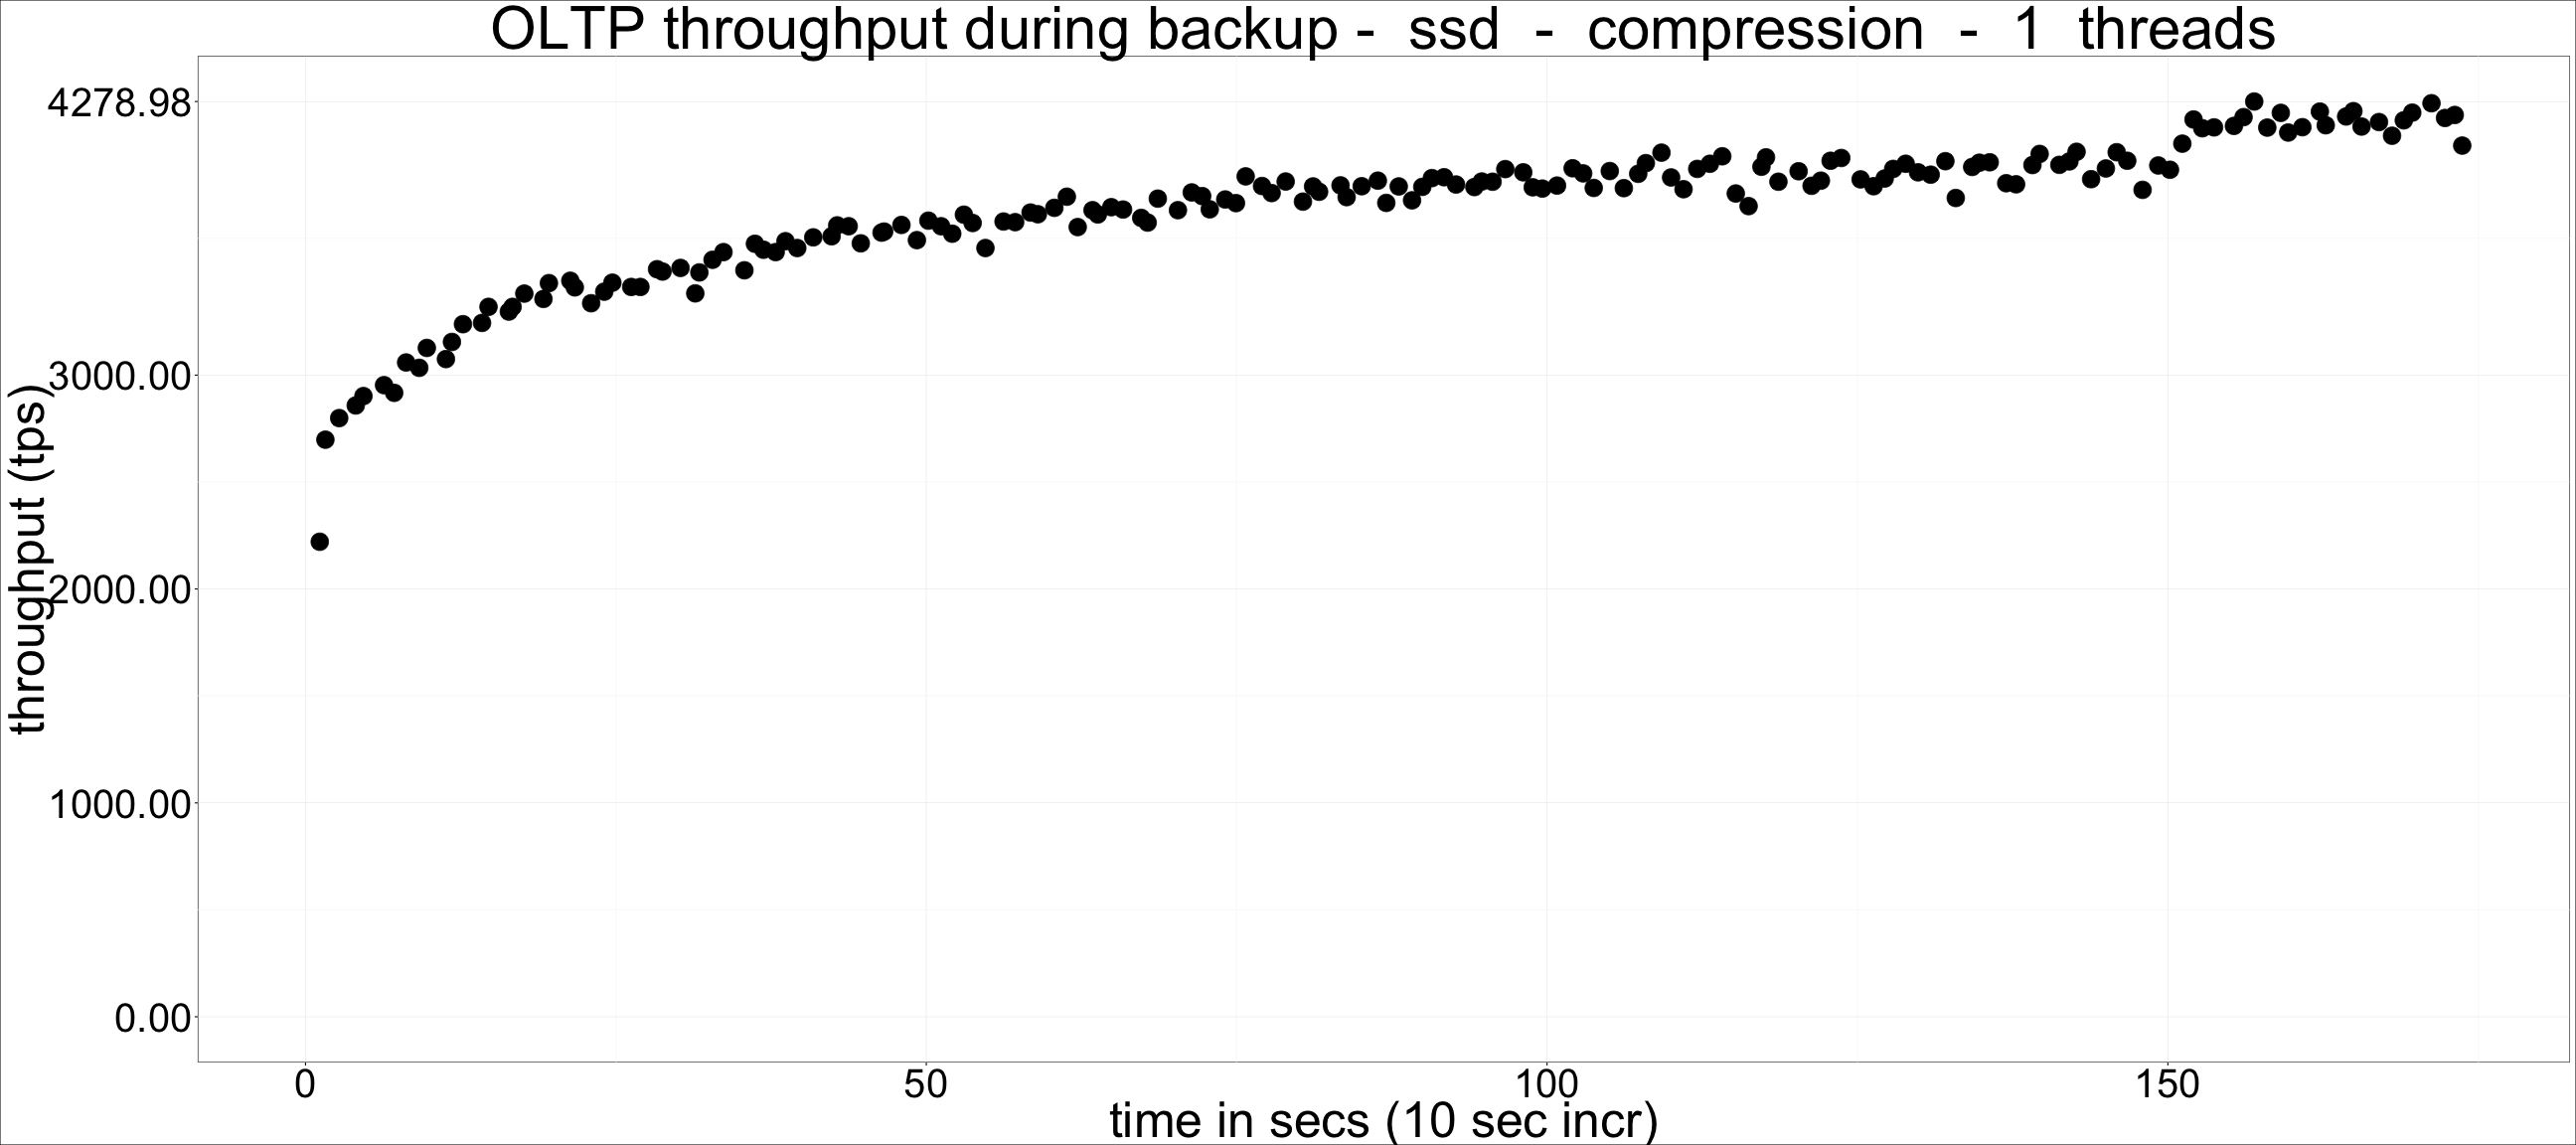 OLTP throughput during backup - ssd - compression - 1 threads
4278.98
3000.00
2000.00
1000.00
0.00
throughput (tps)
0 50 100 150
time in secs (10 sec incr)